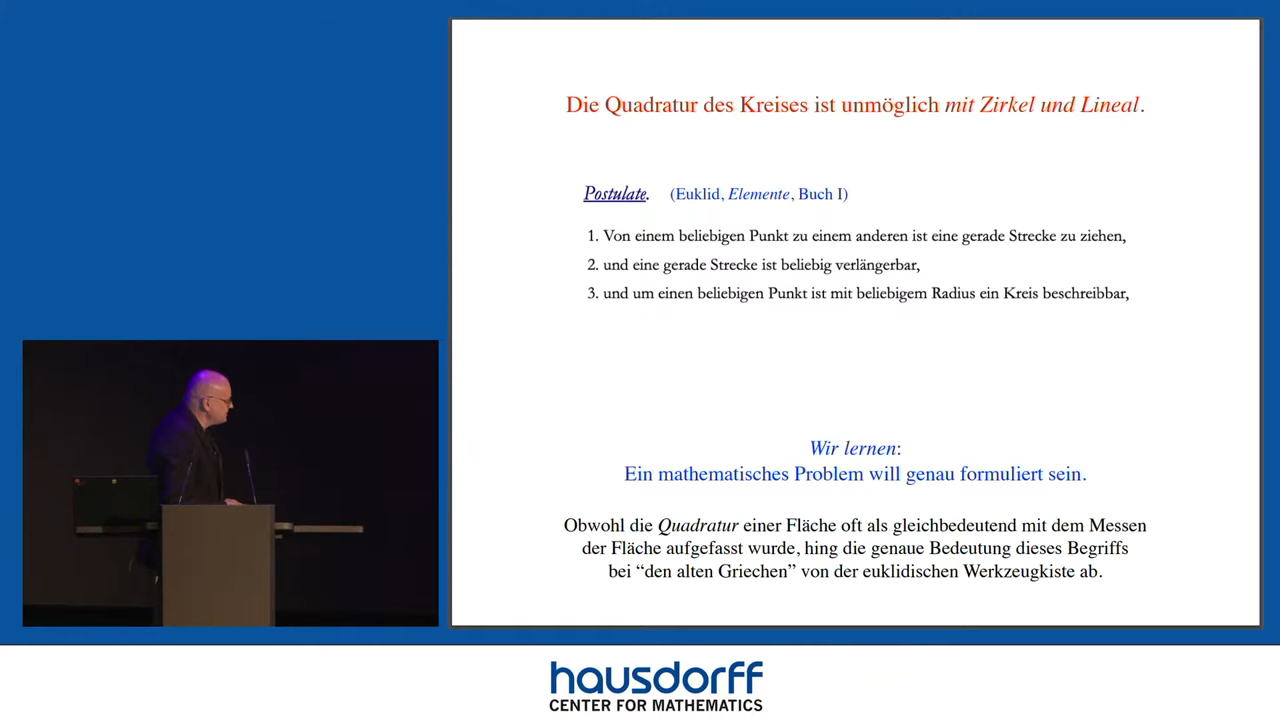 Die Quadratur des Kreises ist unmöglich mit Zirkel und Lineal.
Postulate. (Euklid, Elemente, Buch I)
1. Von einem beliebigen Punkt zu einem anderen ist eine gerade Strecke zu ziehen,
2. und eine gerade Strecke ist beliebig verlängerbar,
3. und um einen beliebigen Punkt ist mit beliebigem Radius ein Kreis beschreibbar,
Wir lernen:
Ein mathematisches Problem will genau formuliert sein.
Obwohl die Quadratur einer Fläche oft als gleichbedeutend mit dem Messen
der Fläche aufgefasst wurde, hing die genaue Bedeutung dieses Begriffs
bei “den alten Griechen” von der euklidischen Werkzeugkiste ab.
hausdorff
CENTER FOR MATHEMATICS